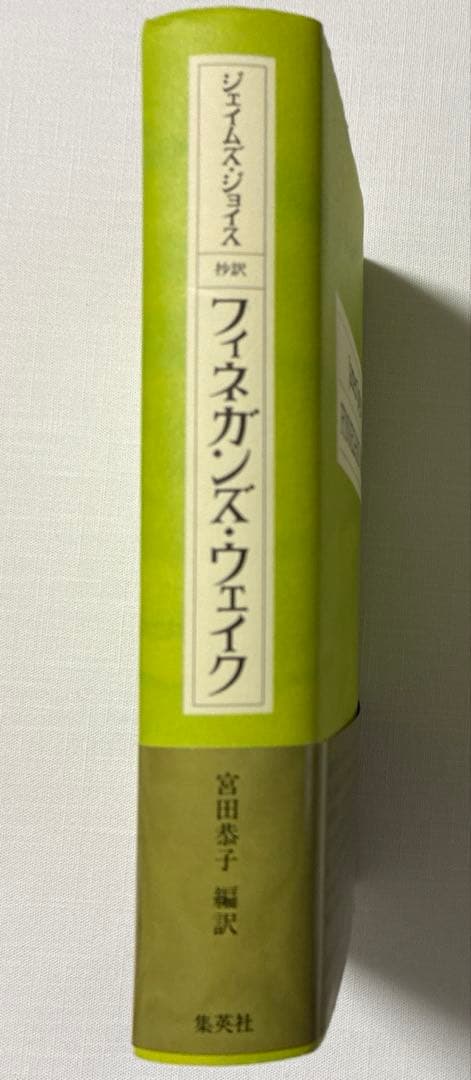 ジェイムズ・ジョイス
抄訳
フィネガンズ・ウェイク
宮田恭子 編訳
集英社